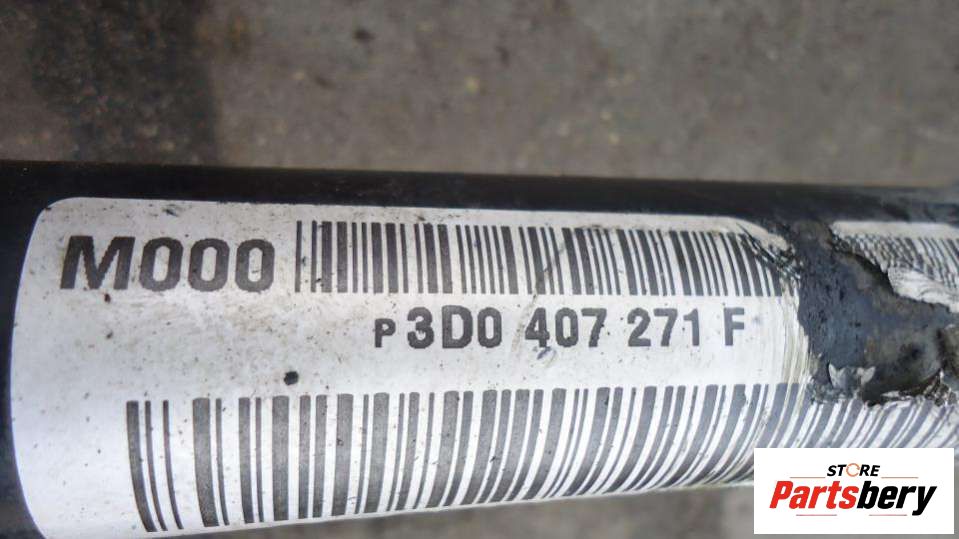 M000
P 3D0 407 271 F
STORE
Partsbery